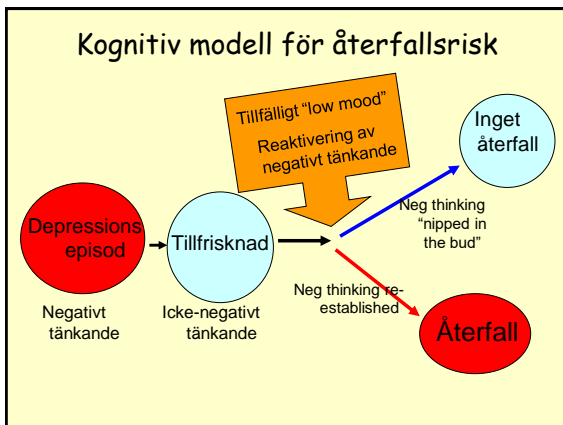 Kognitiv modell för återfallsrisk
Tillfälligt “low mood”
Reaktivering av
negativt tänkande
Inget
återfall
Depressions
episod
Tillfrisknad
Neg thinking
“nipped in
the bud”
Neg thinking re-
established
Negativt
tänkande
Icke-negativt
tänkande
Återfall